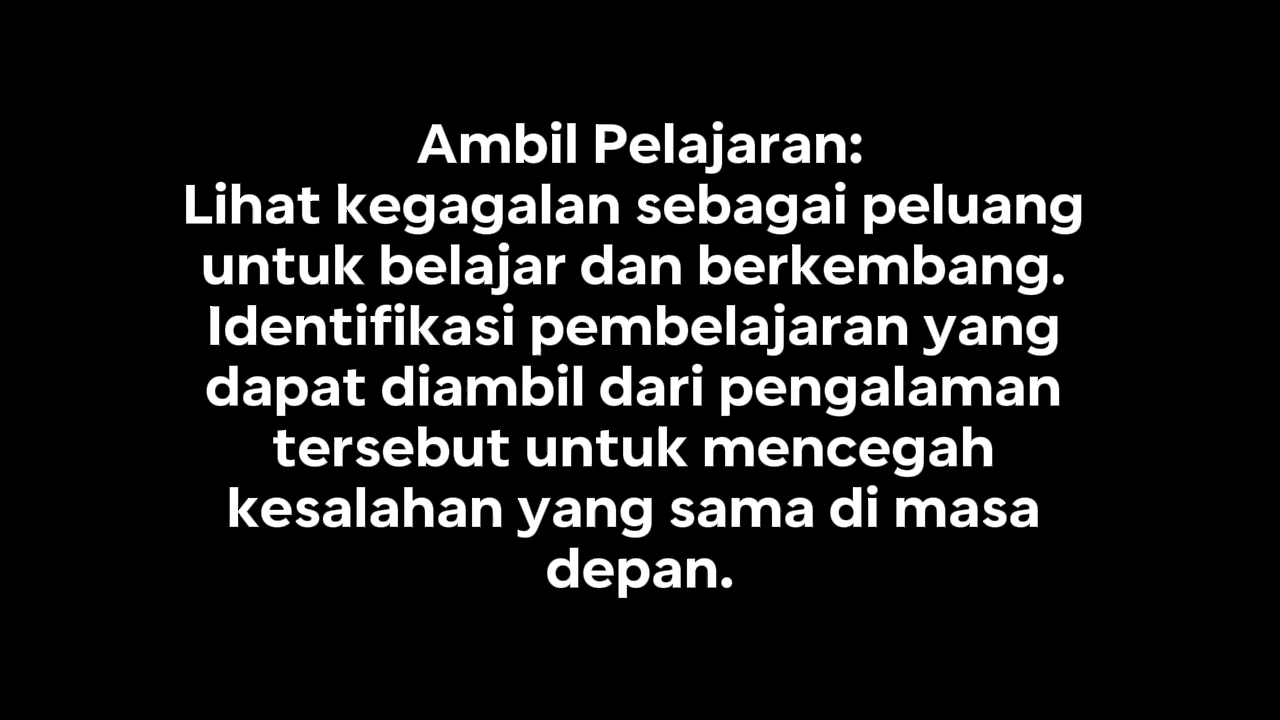 Ambil Pelajaran:
Lihat kegagalan sebagai peluang
untuk belajar dan berkembang.
Identifikasi pembelajaran yang
dapat diambil dari pengalaman
tersebut untuk mencegah
kesalahan yang sama di masa
depan.